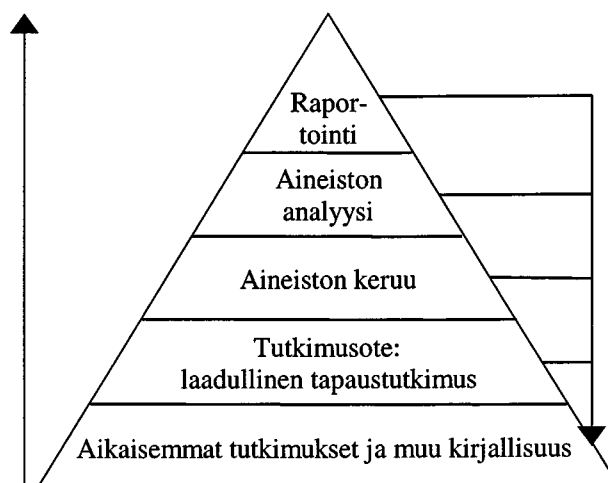 Rapor-
tointi
Aineiston
analyysi
Aineiston keruu
Tutkimusote:
laadullinen tapaustutkimus
Aikaisemmat tutkimukset ja muu kirjallisuus